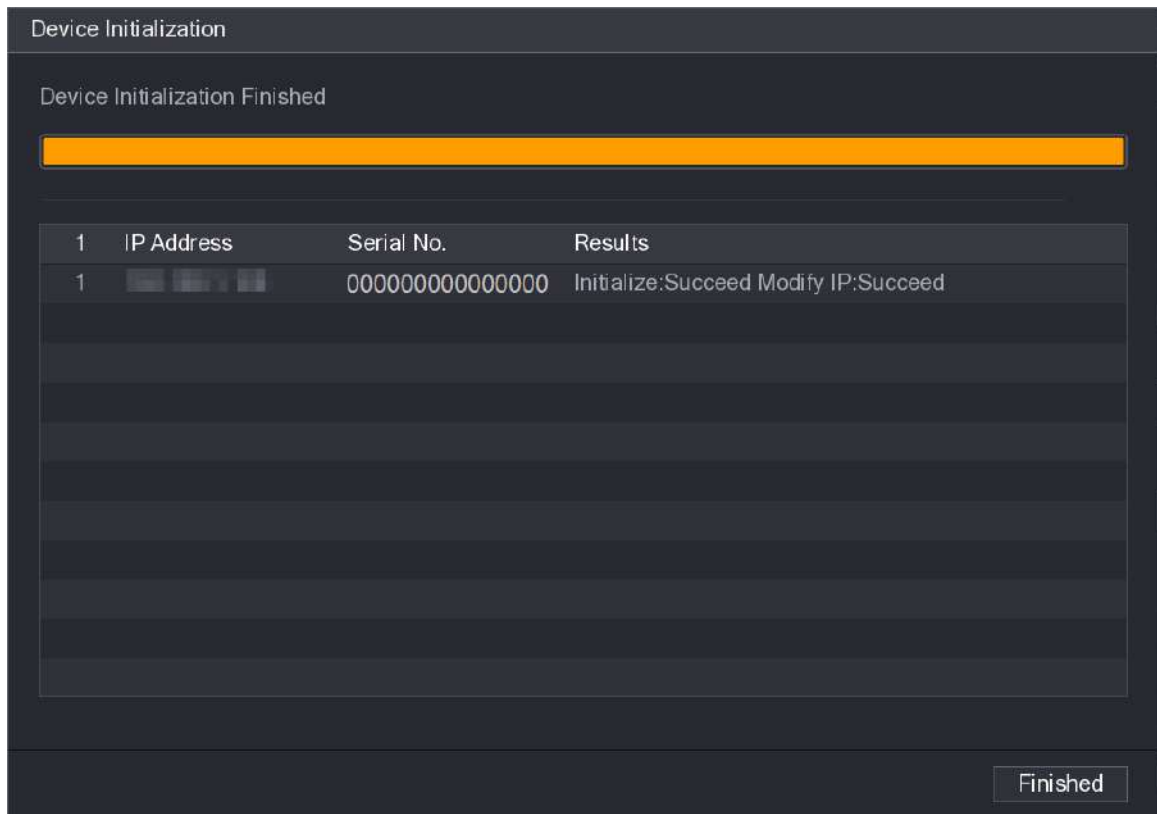 Device Initialization
Device Initialization Finished
1 IP Address Serial No. Results
1 000000000000000 Initialize:Succeed Modify IP:Succeed
Finished